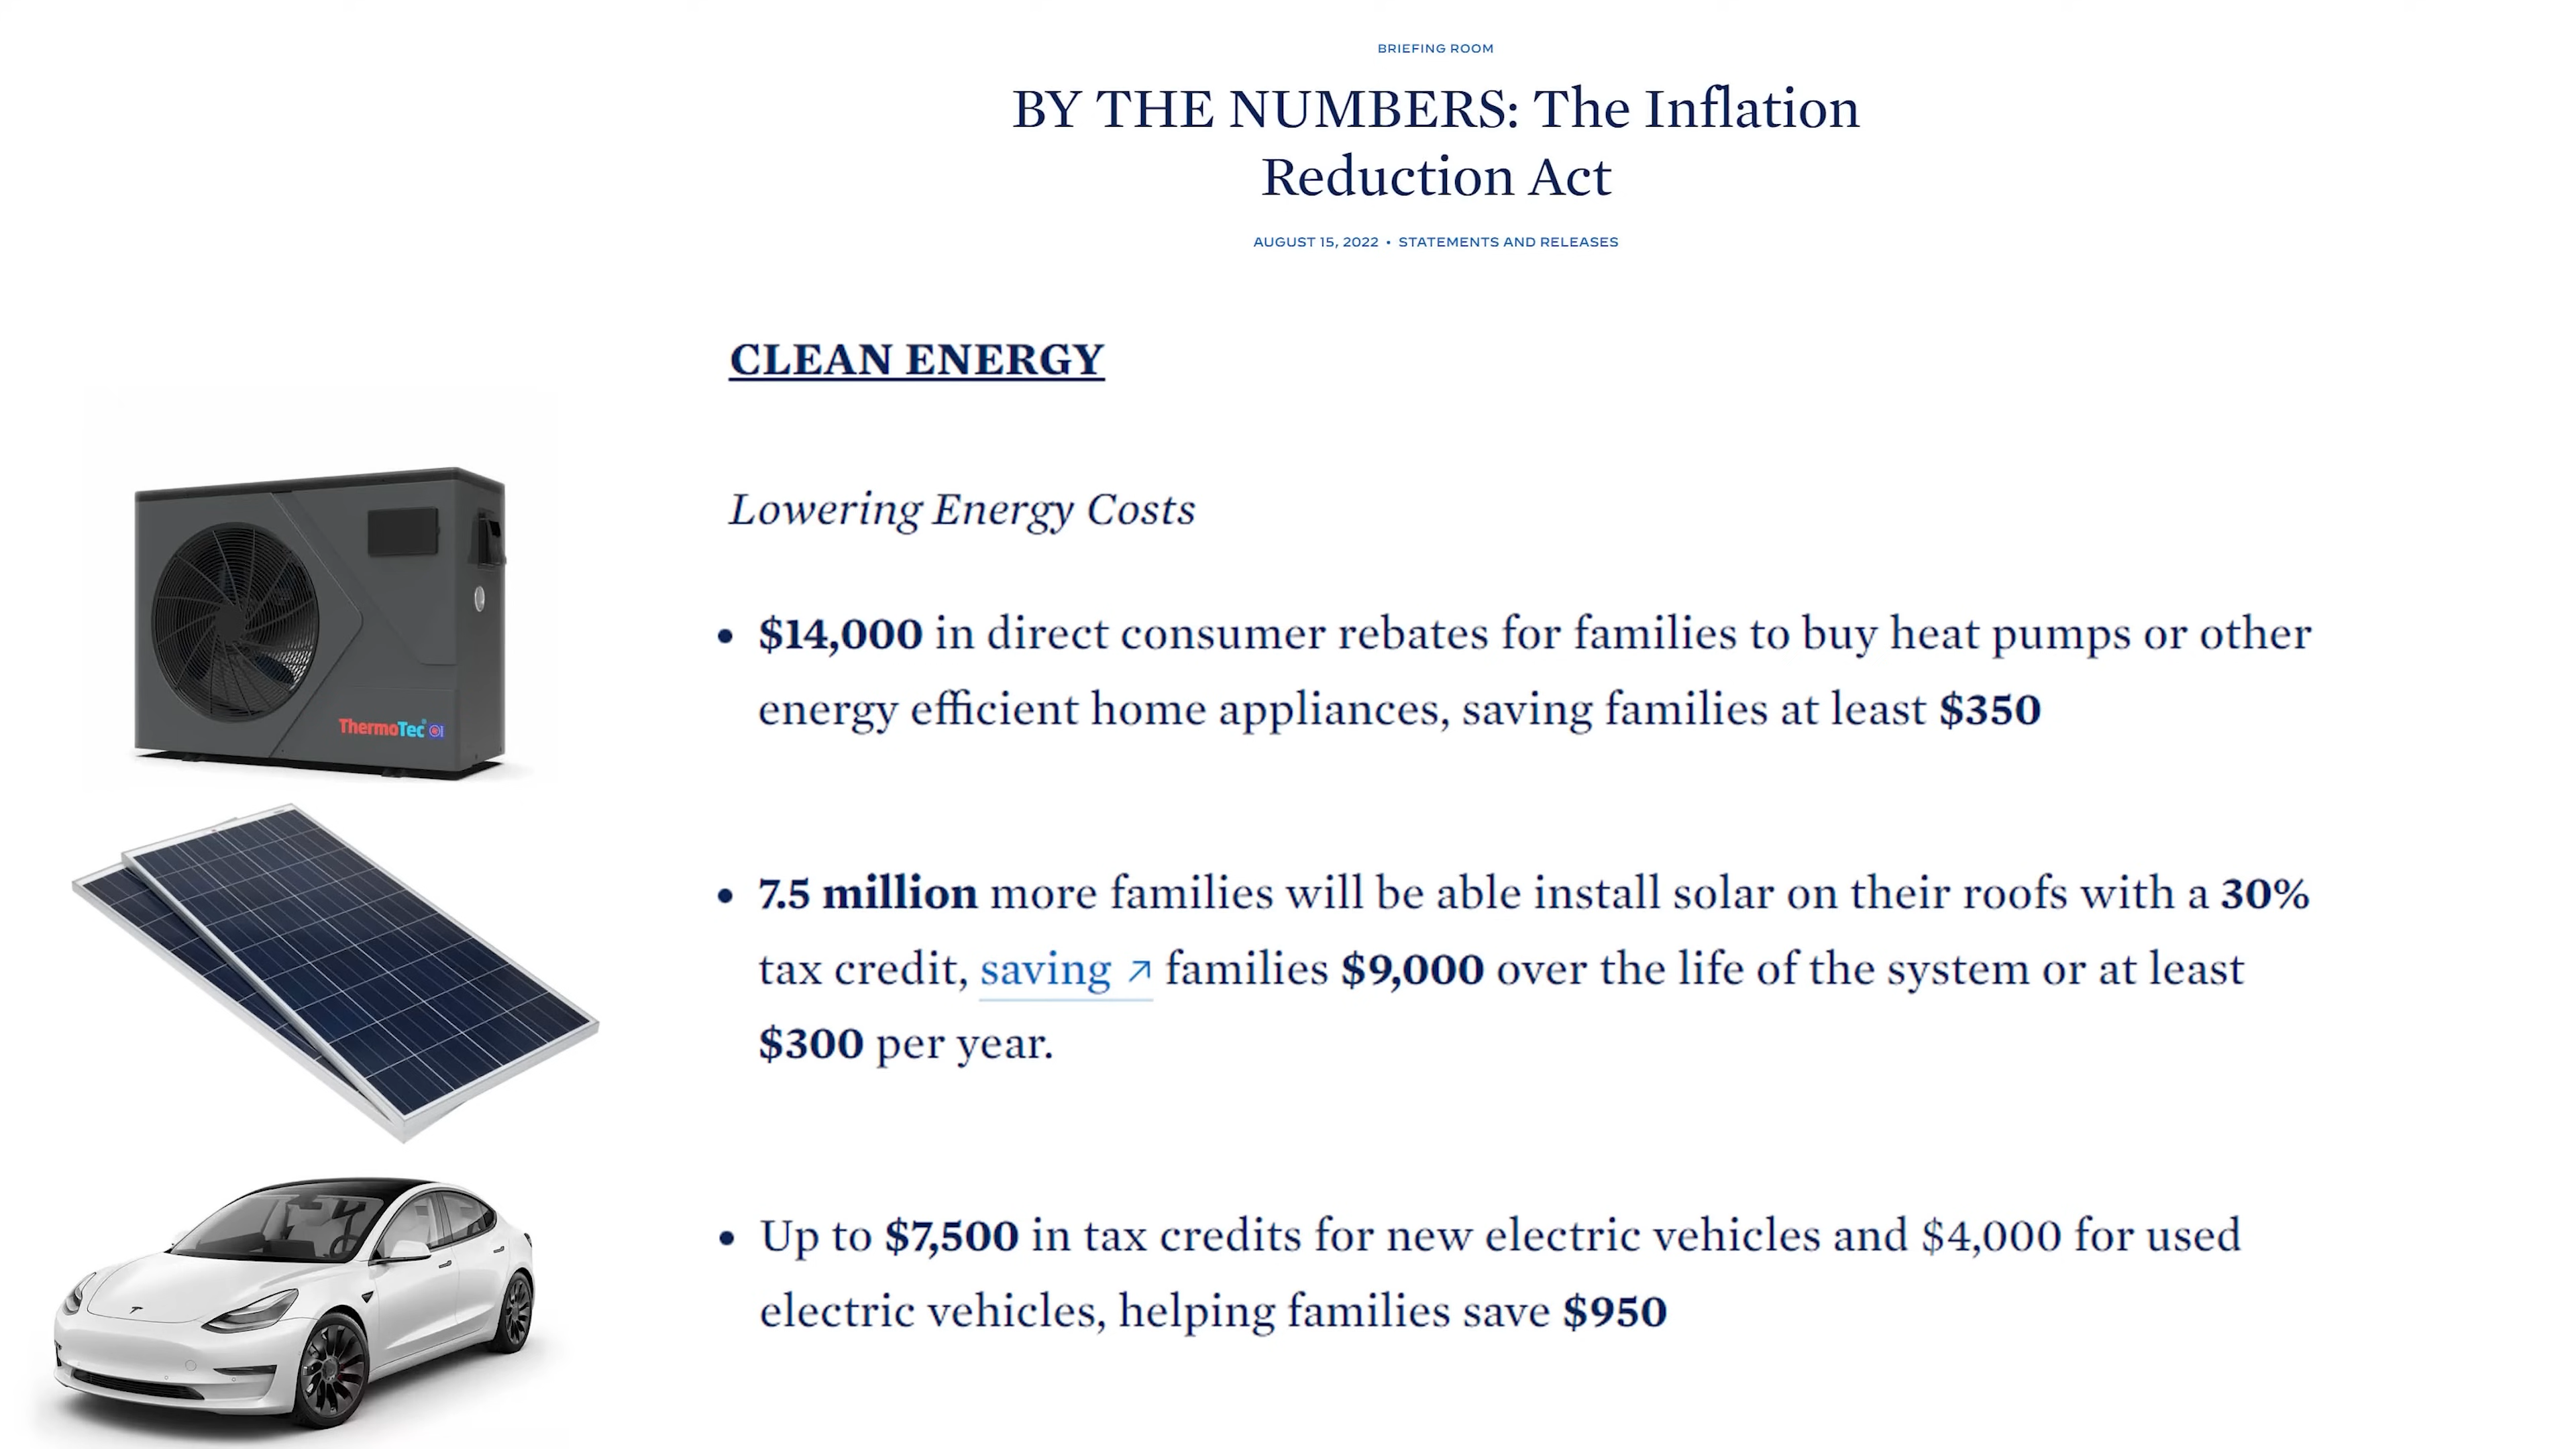 BRIEFING ROOM
BY THE NUMBERS: The Inflation
Reduction Act
AUGUST 15, 2022 • STATEMENTS AND RELEASES
CLEAN ENERGY
Lowering Energy Costs
• $14,000 in direct consumer rebates for families to buy heat pumps or other
energy efficient home appliances, saving families at least $350
ThermoTec
• 7.5 million more families will be able install solar on their roofs with a 30%
tax credit, saving ↗ families $9,000 over the life of the system or at least
$300 per year.
• Up to $7,500 in tax credits for new electric vehicles and $4,000 for used
electric vehicles, helping families save $950